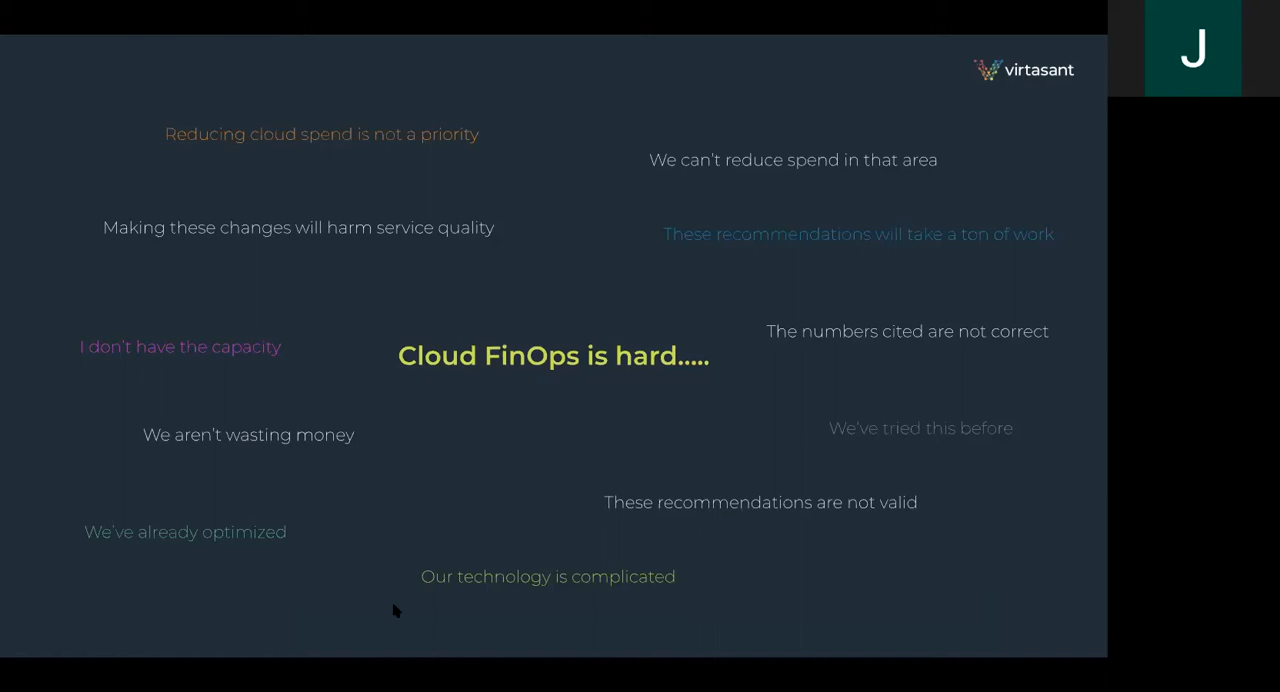 J
virtasant
Reducing cloud spend is not a priority
We can't reduce spend in that area
Making these changes will harm service quality
These recommendations will take a ton of work
The numbers cited are not correct
I don't have the capacity
Cloud FinOps is hard.....
We aren't wasting money
We've tried this before
These recommendations are not valid
We've already optimized
Our technology is complicated